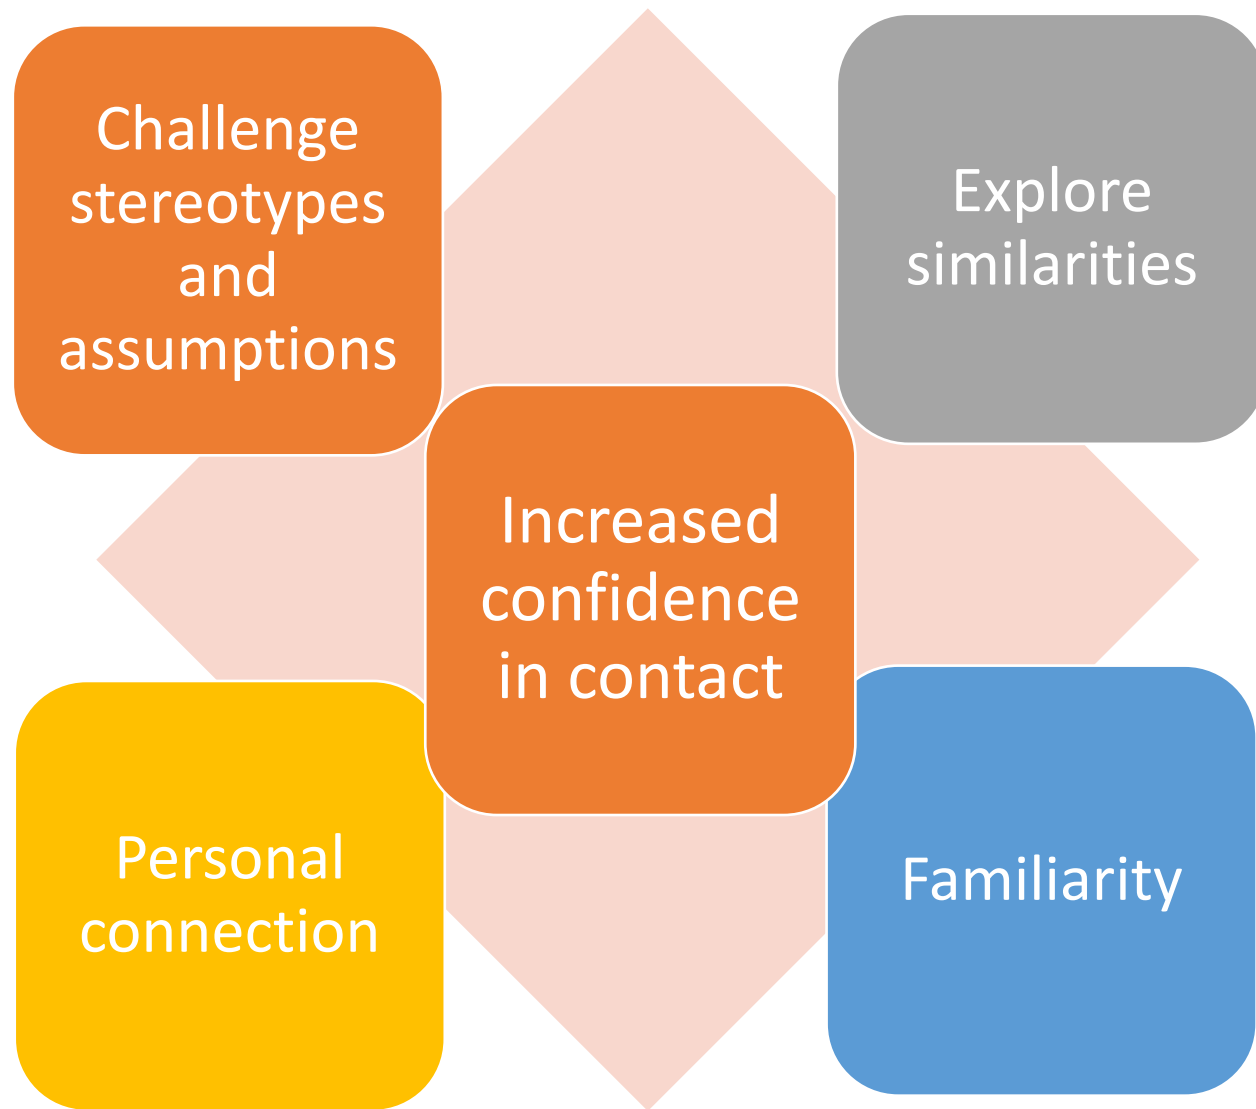 Challenge
stereotypes
and
assumptions
Explore
similarities
Increased
confidence
in contact
Personal
connection
Familiarity